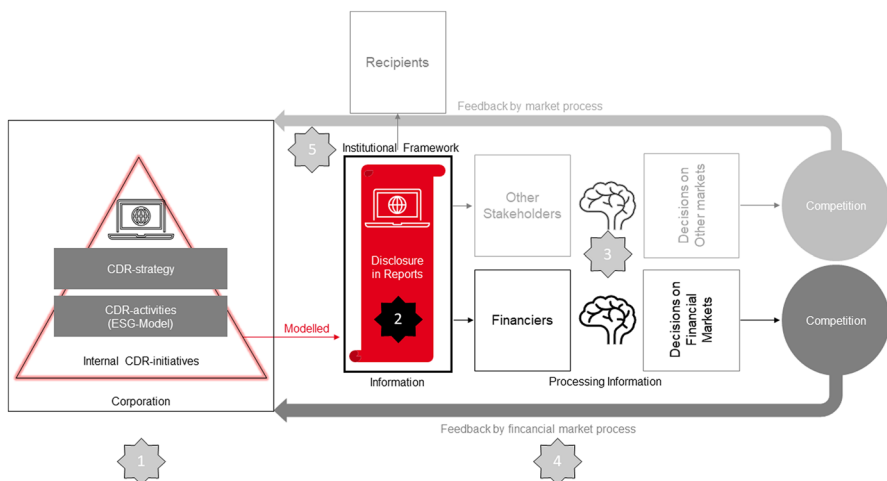 Recipients
Feedback by market process
5
Institutional Framework
CDR-strategy
CDR-activities
(ESG-Model)
Internal CDR-initiatives
Corporation
Modelled
Disclosure
in Reports
2
Information
Other
Stakeholders
3
Decisions on
Other markets
Competition
Financiers
Decisions on
Financial
Markets
Competition
Processing Information
Feedback by fincancial market process
1
4